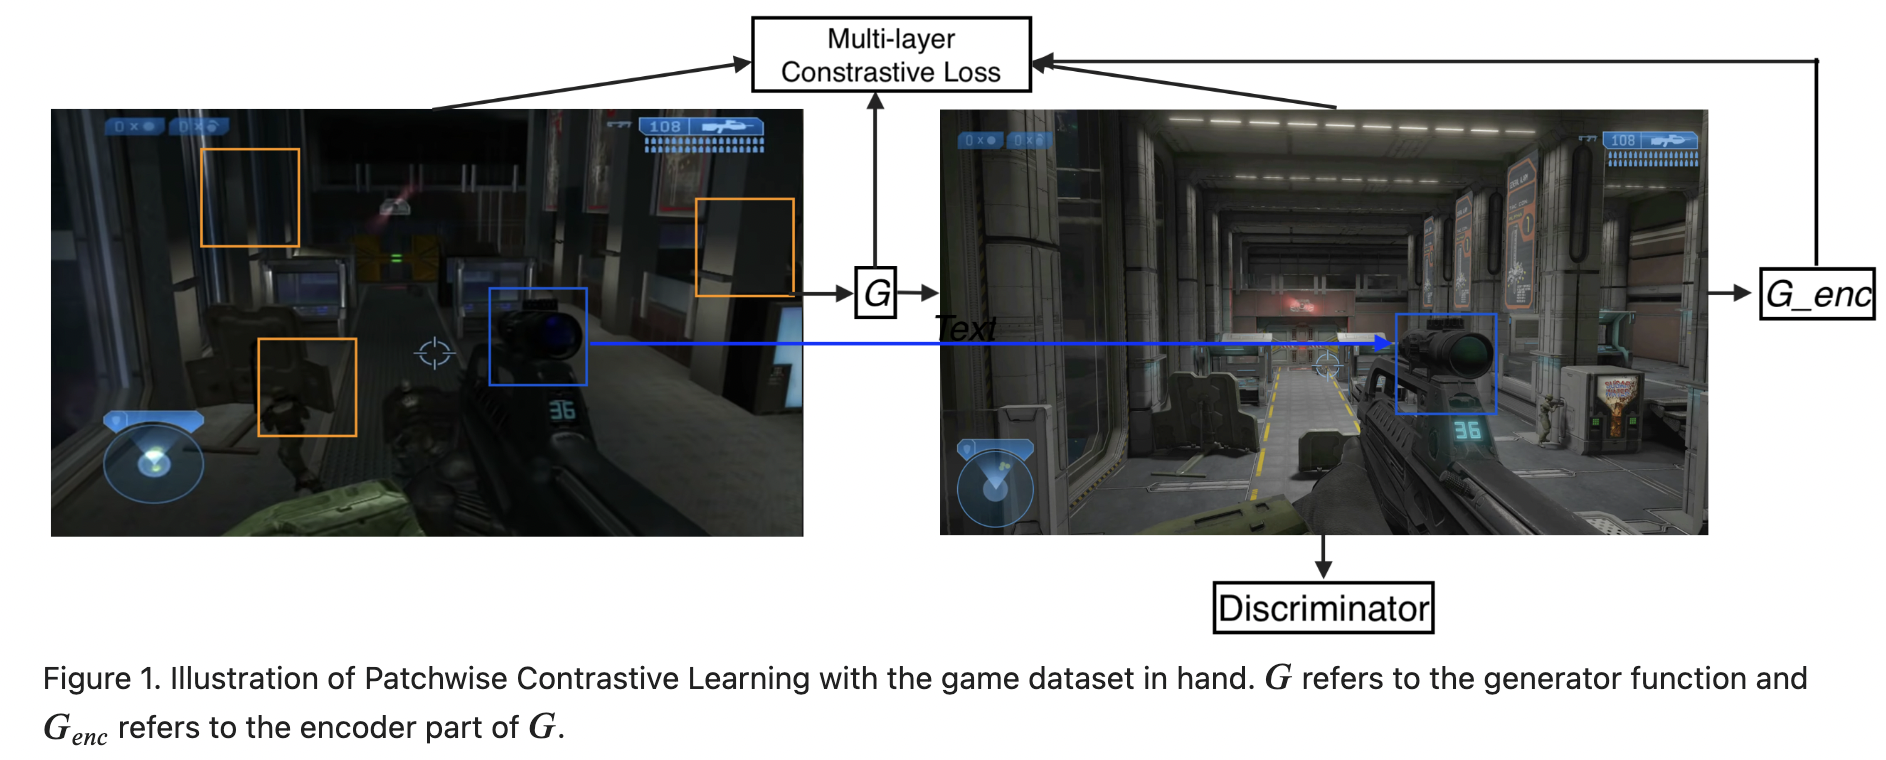 Multi-layer
Constrastive Loss
0 x
0 x
108
0 x
0 x
108
G
G_enc
Text
1
36
36
Discriminator
Figure 1. Illustration of Patchwise Contrastive Learning with the game dataset in hand. G refers to the generator function and
Genc refers to the encoder part of G.